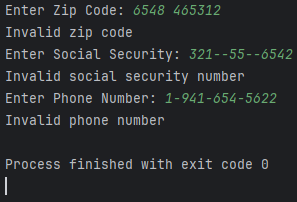 Enter Zip Code: 6548 465312
Invalid zip code
Enter Social Security: 321--55--6542
Invalid social security number
Enter Phone Number: 1-941-654-5622
Invalid phone number
Process finished with exit code 0